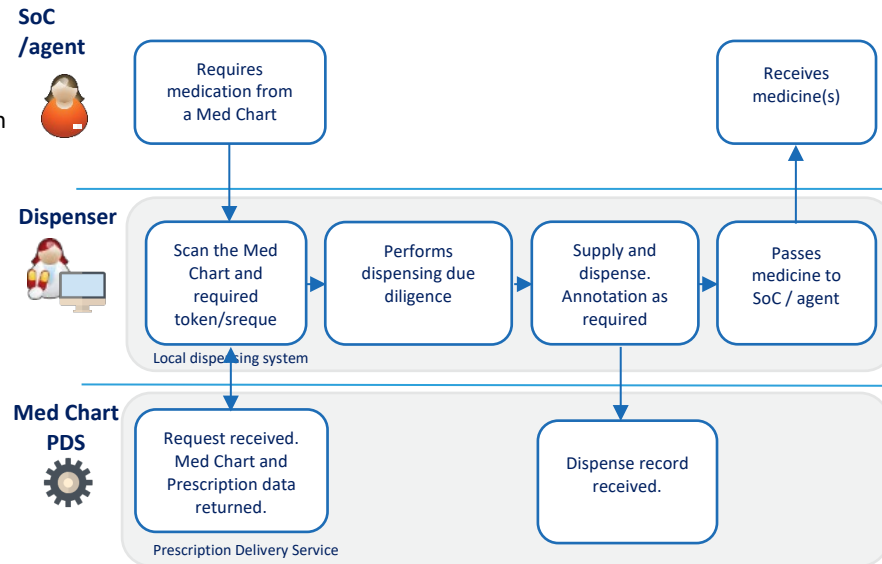 SoC
/agent
n
Requires
medication from
a Med Chart
Receives
medicine(s)
Dispenser
Scan the Med
Chart and
required
token/sreque
Performs
dispensing due
diligence
Supply and
dispense.
Annotation as
required
Passes
medicine to
SoC / agent
Local dispensing system
Med Chart
PDS
Request received.
Med Chart and
Prescription data
returned.
Dispense record
received.
Prescription Delivery Service